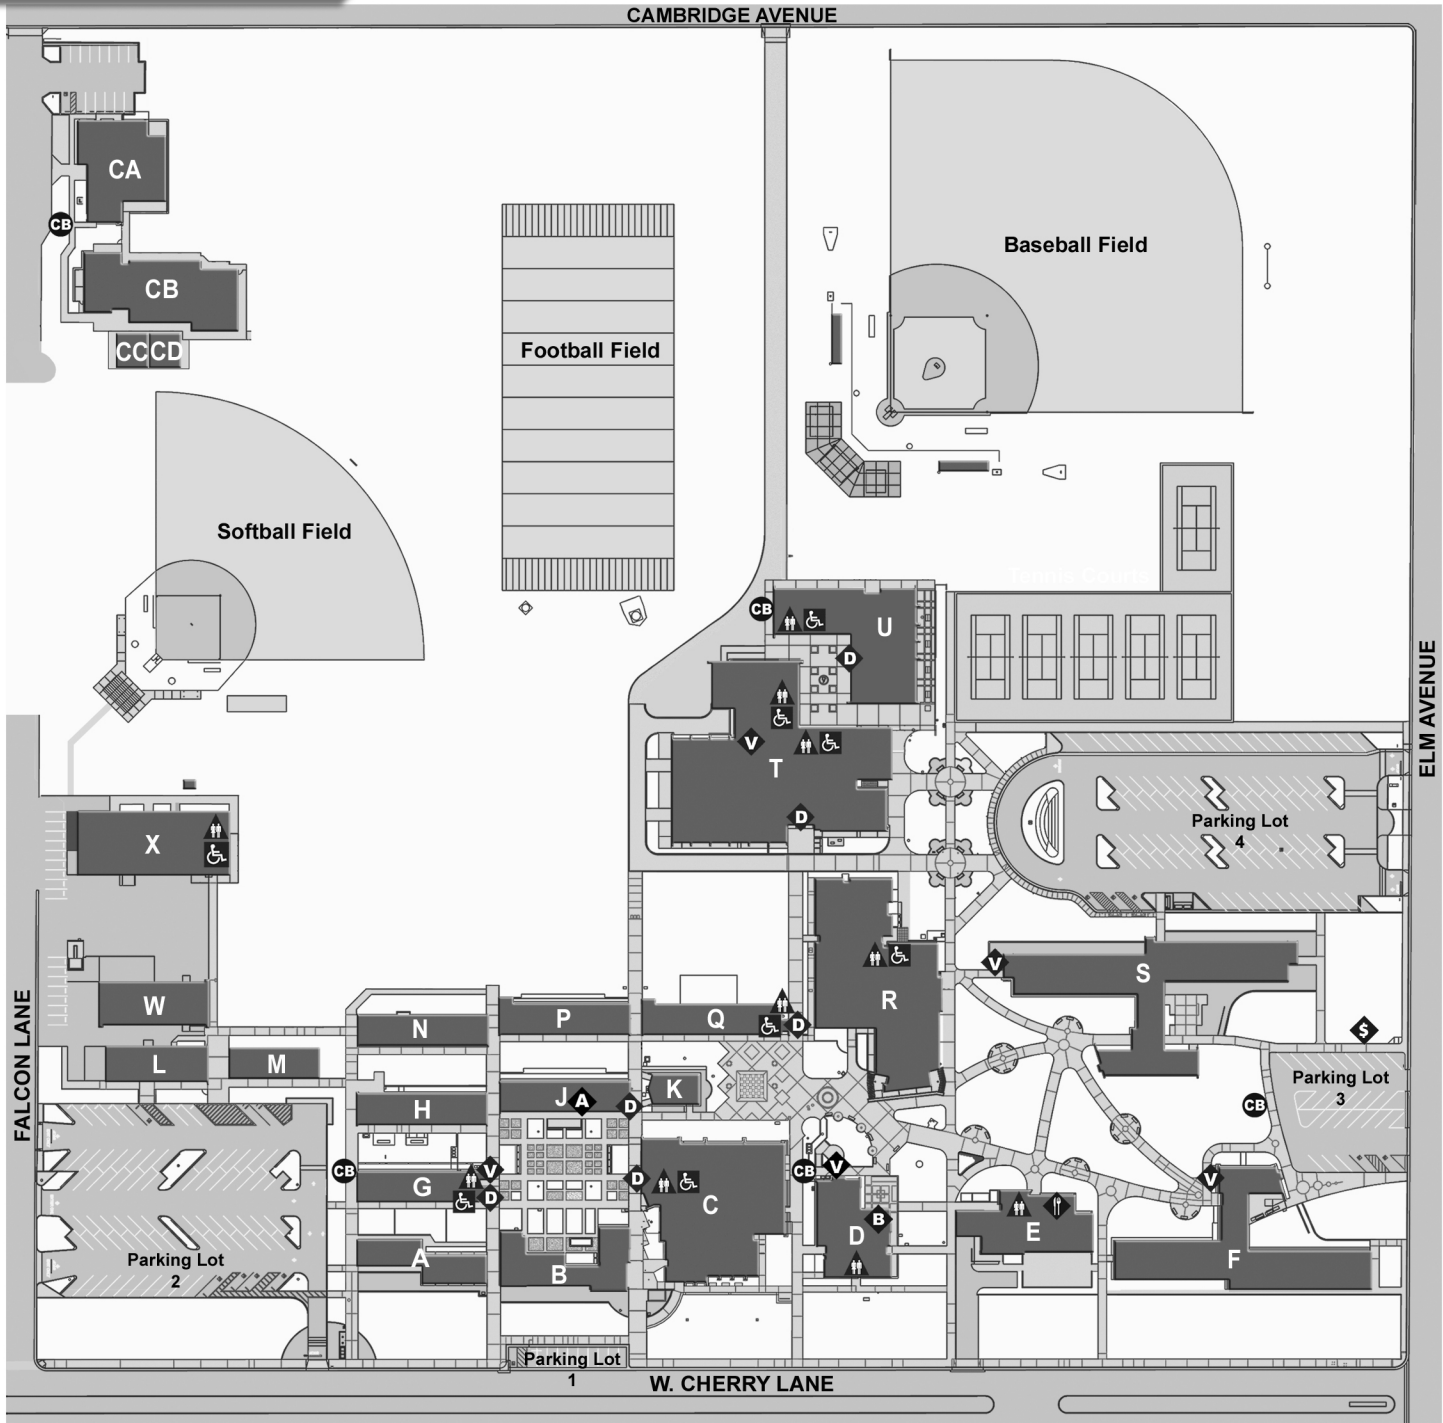 CAMBRIDGE AVENUE
CA
CB
CB
CC CD
Baseball Field
Football Field
Softball Field
Tennis Courts
CB
U
D
V
T
D
ELM AVENUE
X
Parking Lot
4
V
S
R
W
N
P
Q
D
$
FALCON LANE
L
M
H
J
A
D
K
Parking Lot
3
CB
CB
G
V
D
D
C
CB
V
D
B
V
E
F
A
B
Parking Lot
2
Parking Lot
1
W. CHERRY LANE